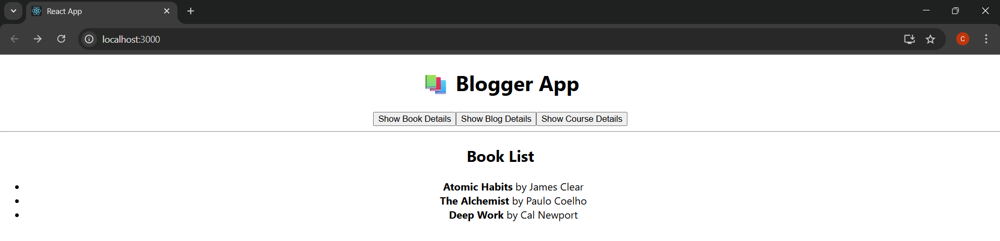 React App
localhost:3000
C
Blogger App
Show Book Details Show Blog Details Show Course Details
Book List
Atomic Habits by James Clear
The Alchemist by Paulo Coelho
Deep Work by Cal Newport